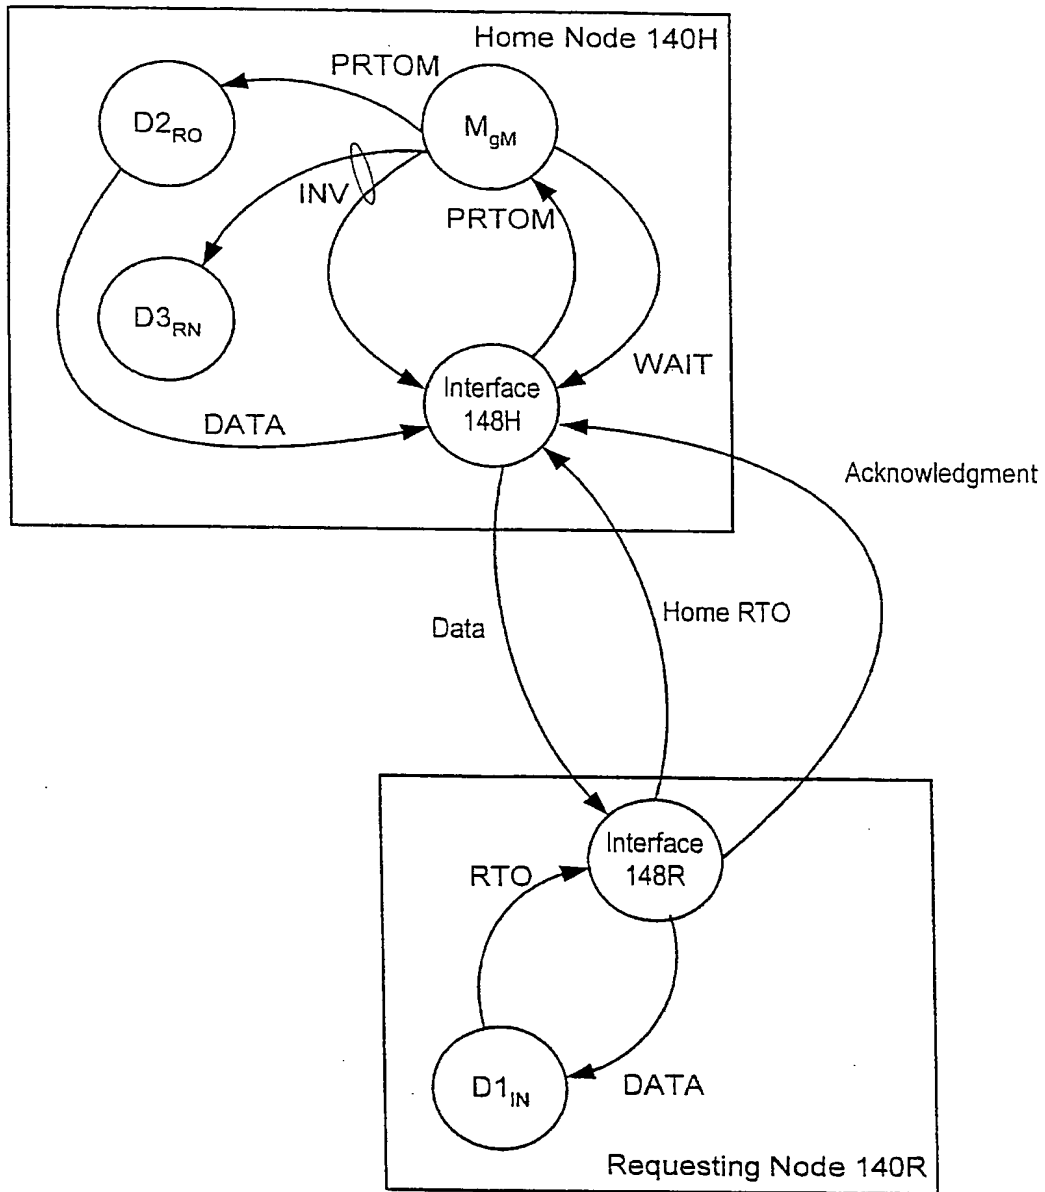 Home Node 140H
PRTOM
D2RO
MgM
INV
PRTOM
D3RN
WAIT
Interface
148H
DATA
Acknowledgment
Data
Home RTO
Interface
148R
RTO
D1IN
DATA
Requesting Node 140R